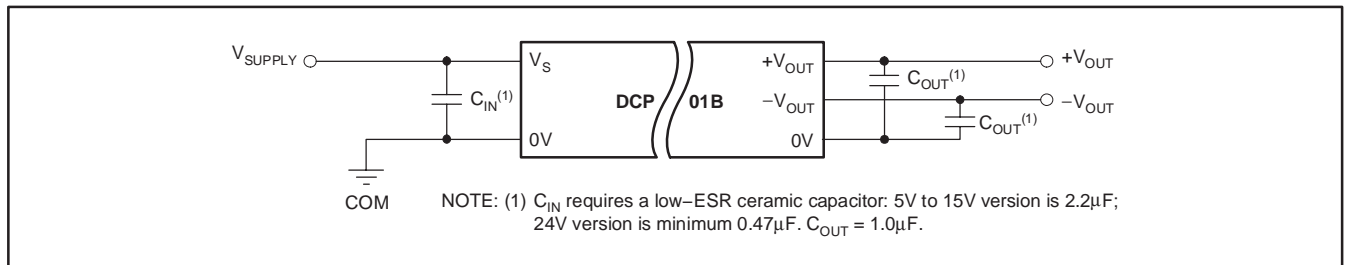 V_SUPPLY
C_IN(1)
V_S
0V
DCP
01B
+V_OUT
−V_OUT
0V
C_OUT(1)
C_OUT(1)
+V_OUT
−V_OUT
COM
NOTE: (1) C_IN requires a low−ESR ceramic capacitor: 5V to 15V version is 2.2µF;
24V version is minimum 0.47µF. C_OUT = 1.0µF.